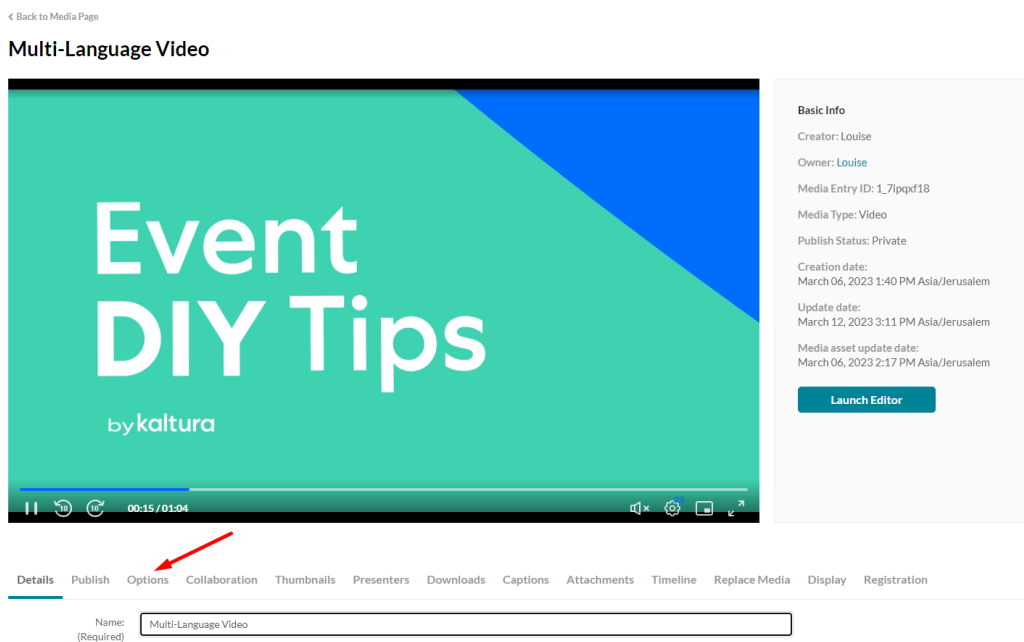 Back to Media Page
Multi-Language Video
Event
DIY Tips
by kaltura
10 10 00:15 / 01:04
Basic Info
Creator: Louise
Owner: Louise
Media Entry ID: 1_7ipqxf18
Media Type: Video
Publish Status: Private
Creation date:
March 06, 2023 1:40 PM Asia/Jerusalem
Update date:
March 12, 2023 3:11 PM Asia/Jerusalem
Media asset update date:
March 06, 2023 2:17 PM Asia/Jerusalem
Launch Editor
Details Publish Options Collaboration Thumbnails Presenters Downloads Captions Attachments Timeline Replace Media Display Registration
Name: Multi-Language Video
(Required)